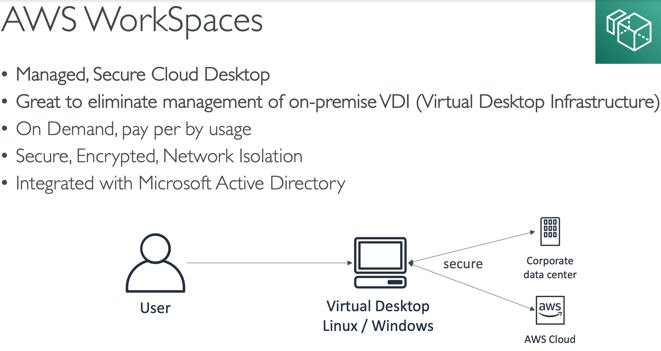 AWS WorkSpaces
• Managed, Secure Cloud Desktop
• Great to eliminate management of on-premise VDI (Virtual Desktop Infrastructure)
• On Demand, pay per by usage
• Secure, Encrypted, Network Isolation
• Integrated with Microsoft Active Directory
User
Virtual Desktop
Linux / Windows
secure
Corporate
data center
aws
AWS Cloud